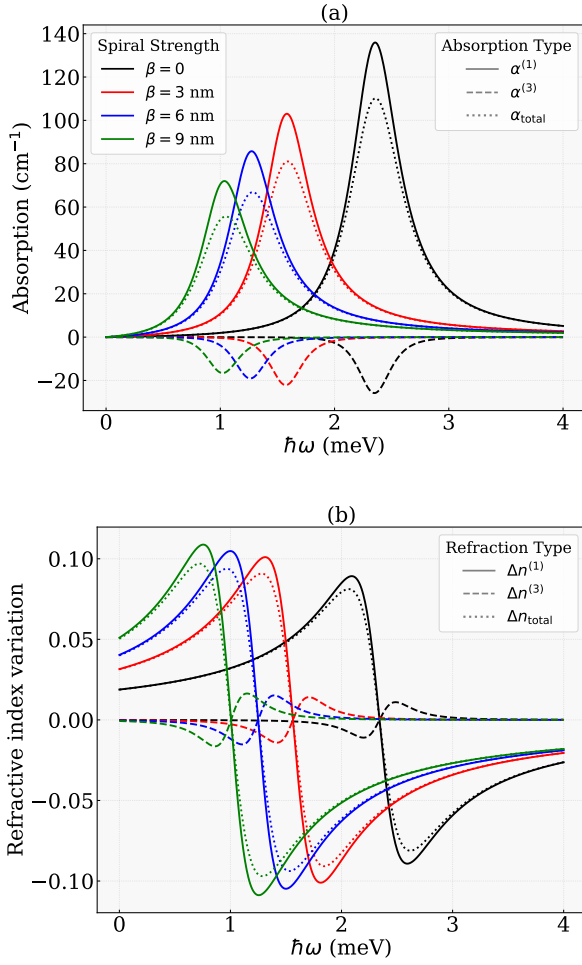 (a)
Absorption (cm⁻¹)
140
120
100
80
60
40
20
0
−20
Spiral Strength
β = 0
β = 3 nm
β = 6 nm
β = 9 nm
Absorption Type
α⁽¹⁾
α⁽³⁾
α_total
0 1 2 3 4
ℏω (meV)
(b)
Refractive index variation
0.10
0.05
0.00
−0.05
−0.10
Refraction Type
Δn⁽¹⁾
Δn⁽³⁾
Δn_total
0 1 2 3 4
ℏω (meV)